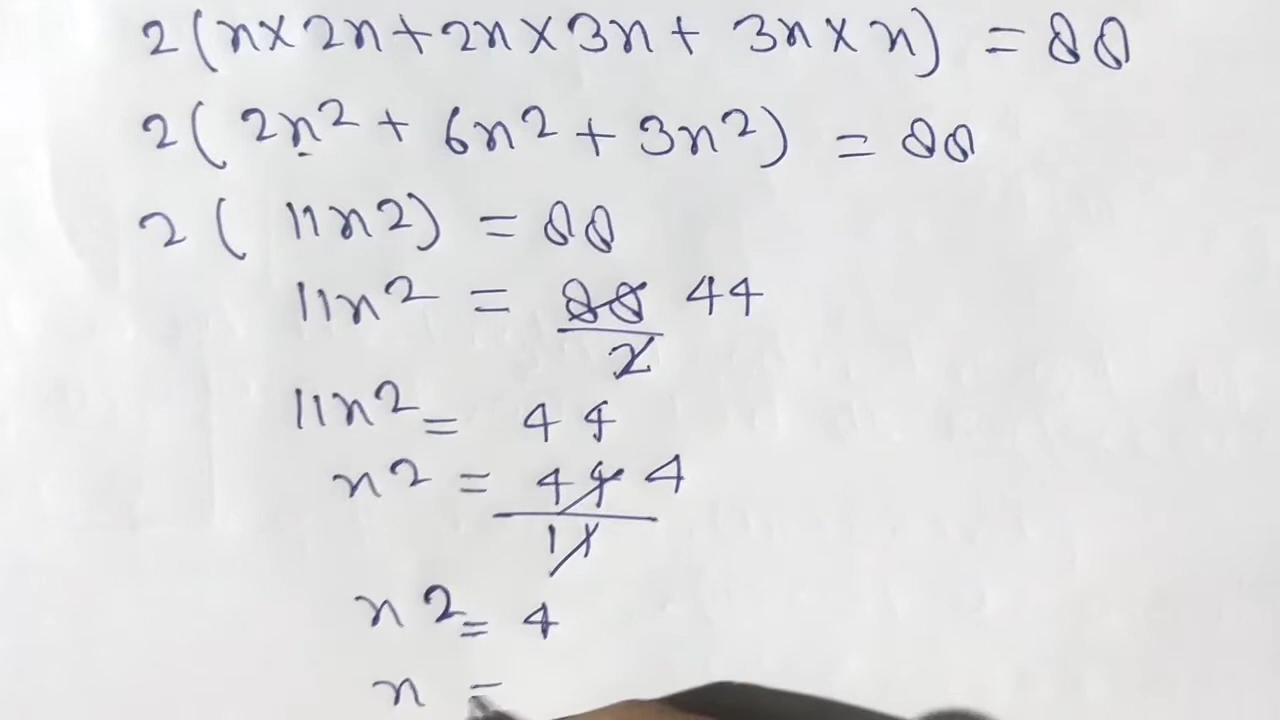 2(x×2x+2x×3x+ 3x×x) = 88
2( 2x² + 6x² + 3x²) = 88
2( 11x2) = 88
11x² = 88/2 44
11x² = 44
x2 = 44/11 4
x2 = 4
x =